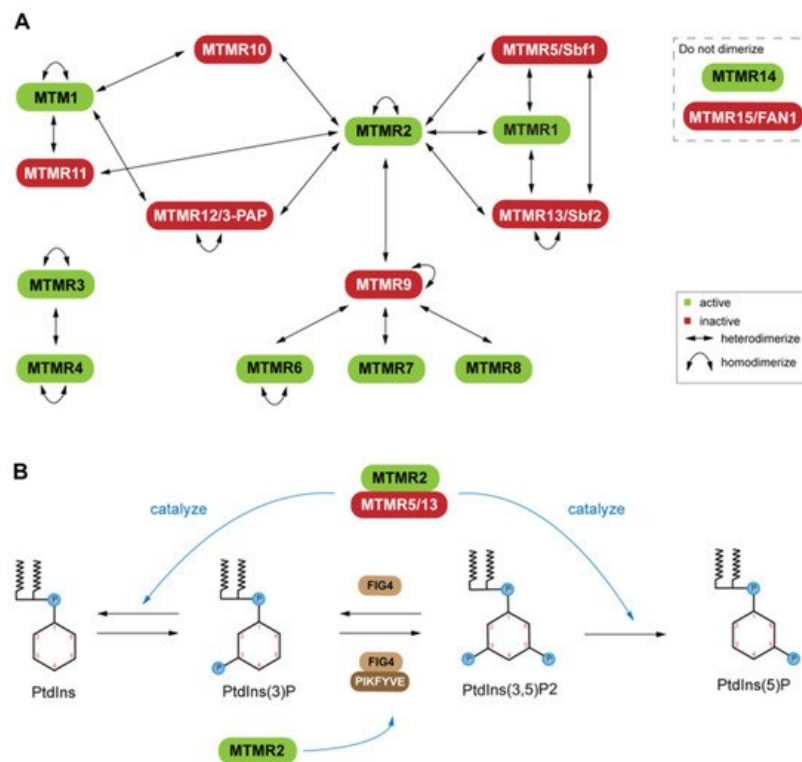 A
MTMR10
MTMR5/Sbf1
Do not dimerize
MTMR14
MTM1
MTMR2
MTMR1
MTMR15/FAN1
MTMR11
MTMR12/3-PAP
MTMR13/Sbf2
MTMR3
MTMR9
active
inactive
heterodimerize
homodimerize
MTMR4
MTMR6
MTMR7
MTMR8
B
MTMR2
MTMR5/13
catalyze
catalyze
P
P
P
P
FIG4
P
P
P
P
FIG4
PIKFYVE
PtdIns
PtdIns(3)P
PtdIns(3,5)P2
PtdIns(5)P
MTMR2